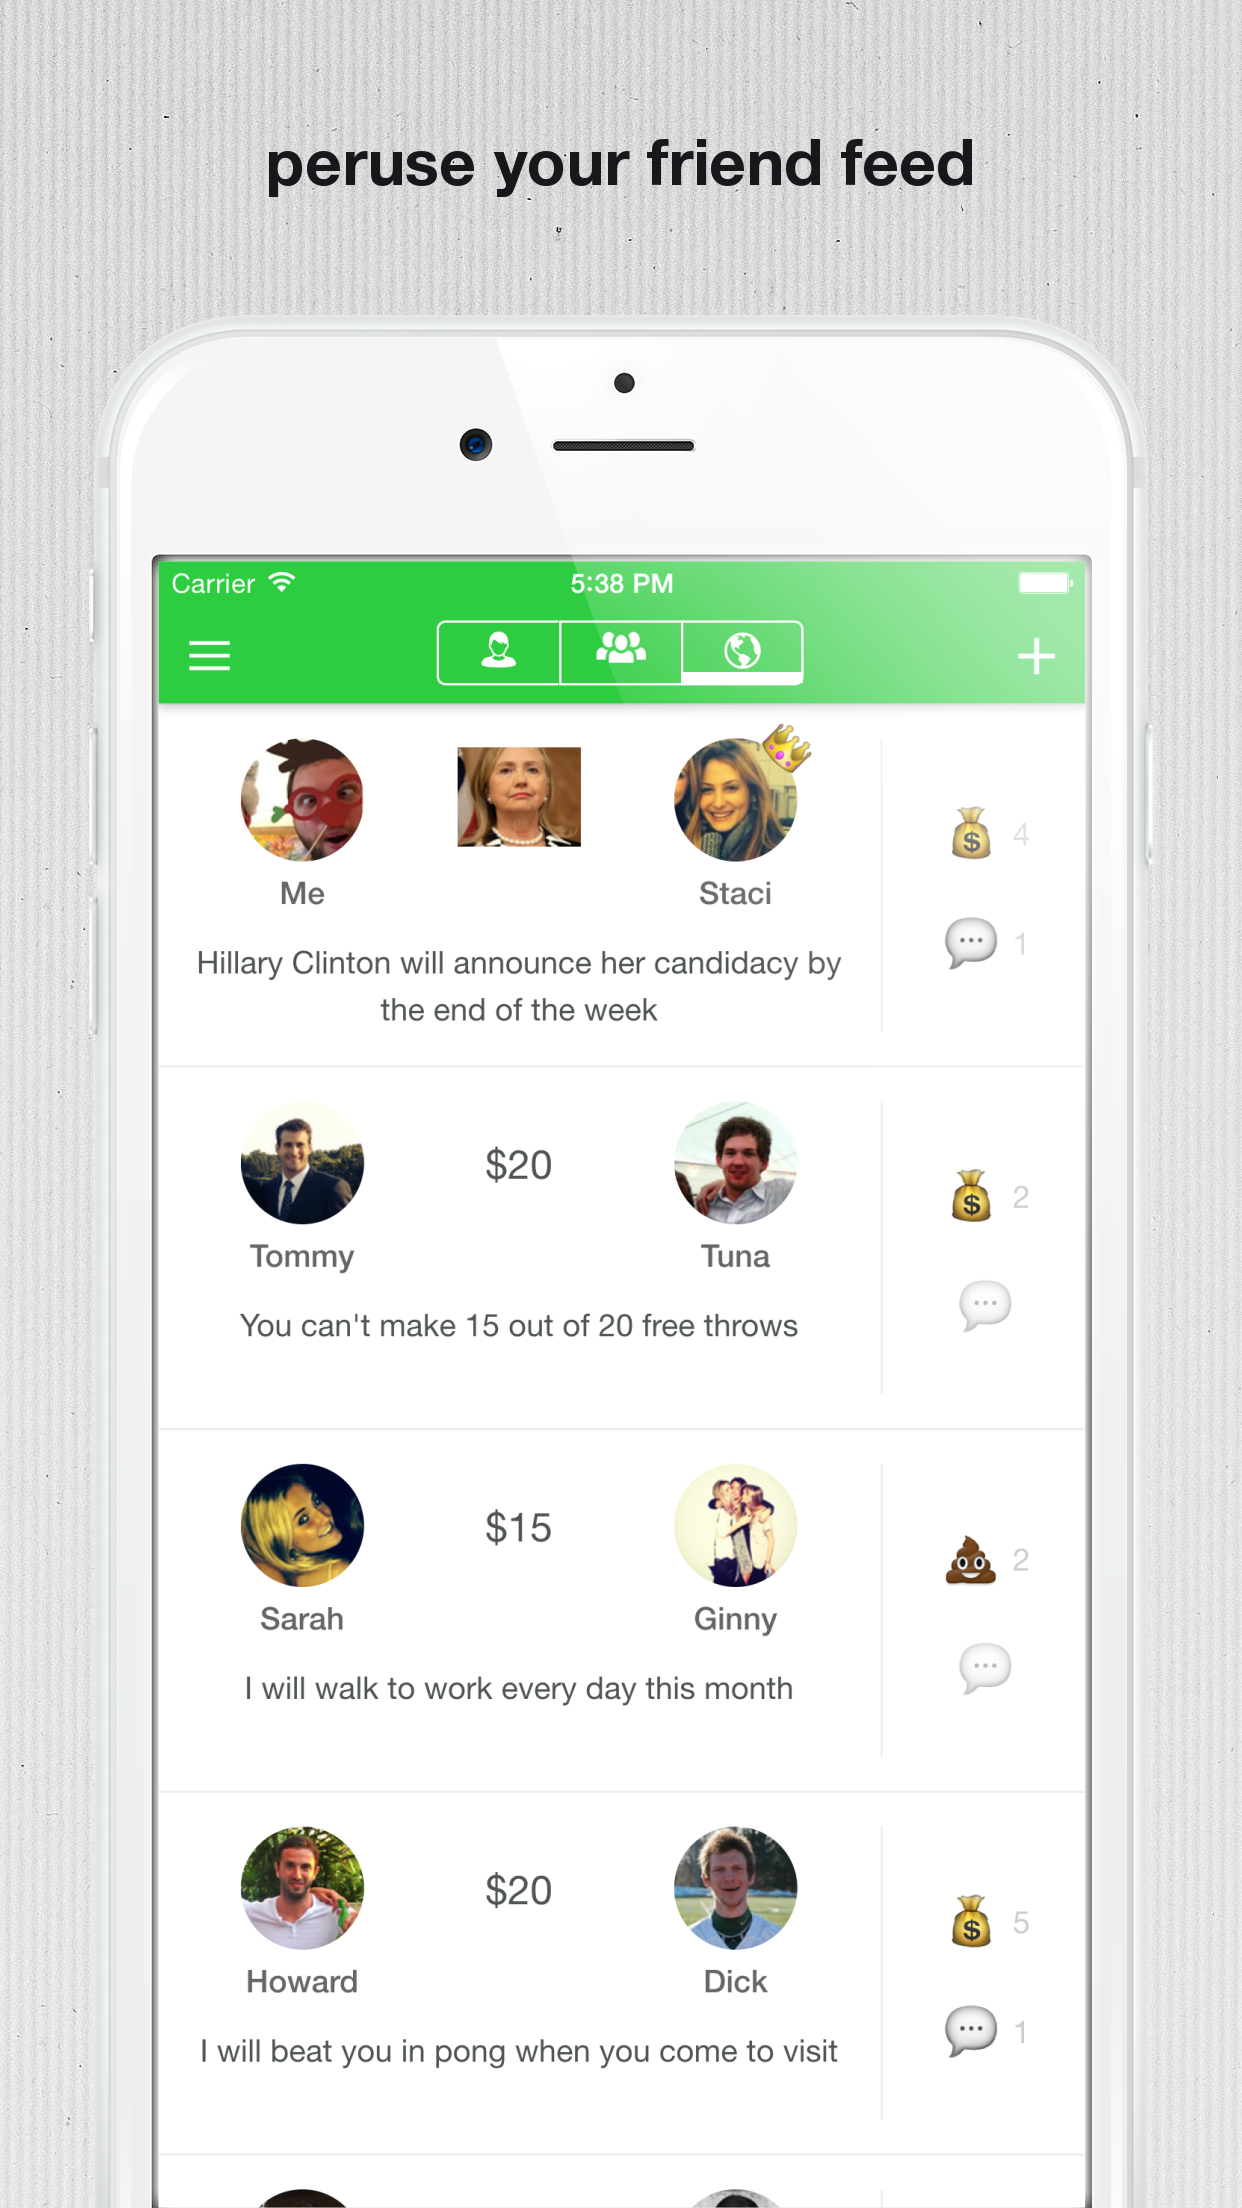 peruse your friend feed
Carrier
5:38 PM
Me
Staci
4
1
Hillary Clinton will announce her candidacy by
the end of the week
Tommy
$20
Tuna
2
You can't make 15 out of 20 free throws
Sarah
$15
Ginny
2
I will walk to work every day this month
Howard
$20
Dick
5
1
I will beat you in pong when you come to visit